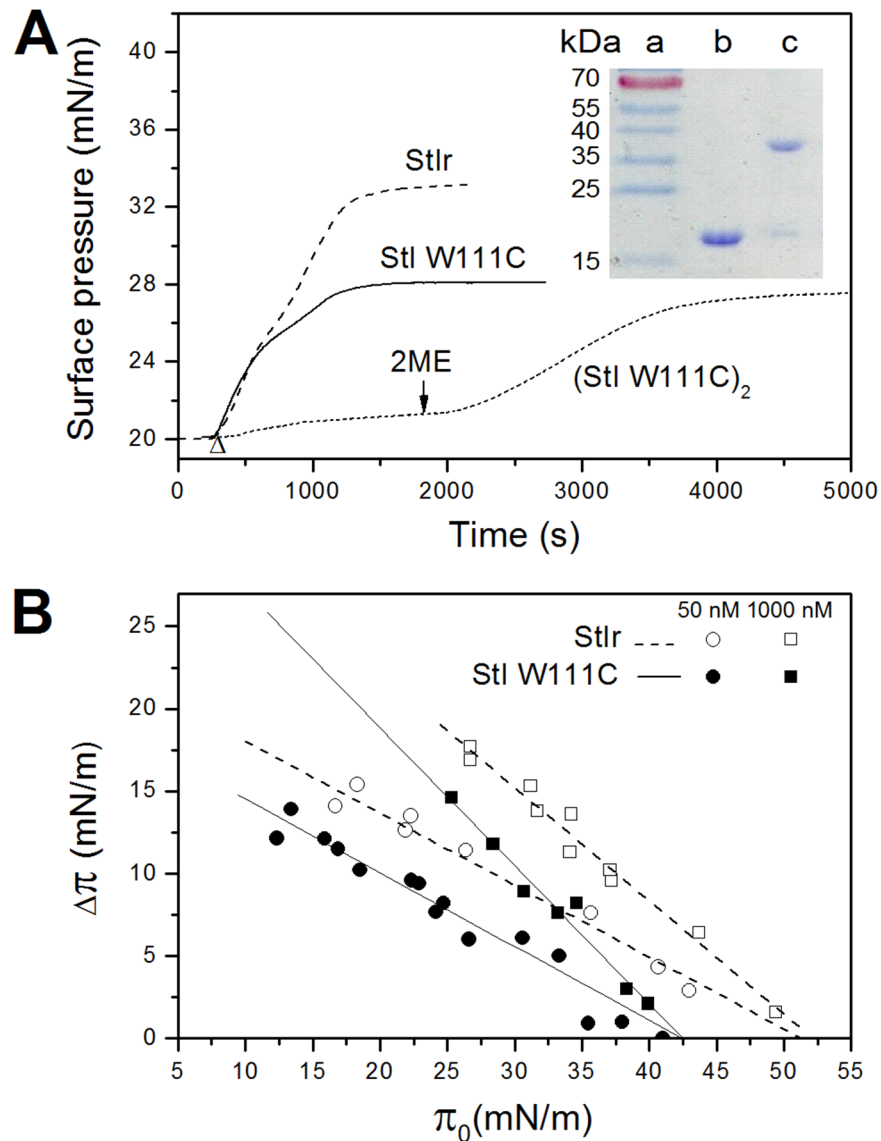 A
Surface pressure (mN/m)
42
36
32
28
24
20
0 1000 2000 3000 4000 5000
Time (s)
StIr
StI W111C
2ME
(StI W111C)2
Δ
kDa a b c
70
55
40
35
25
15
B
Δπ (mN/m)
25
20
15
10
5
0
5 10 15 20 25 30 35 40 45 50 55
π0(mN/m)
50 nM 1000 nM
StIr
StI W111C